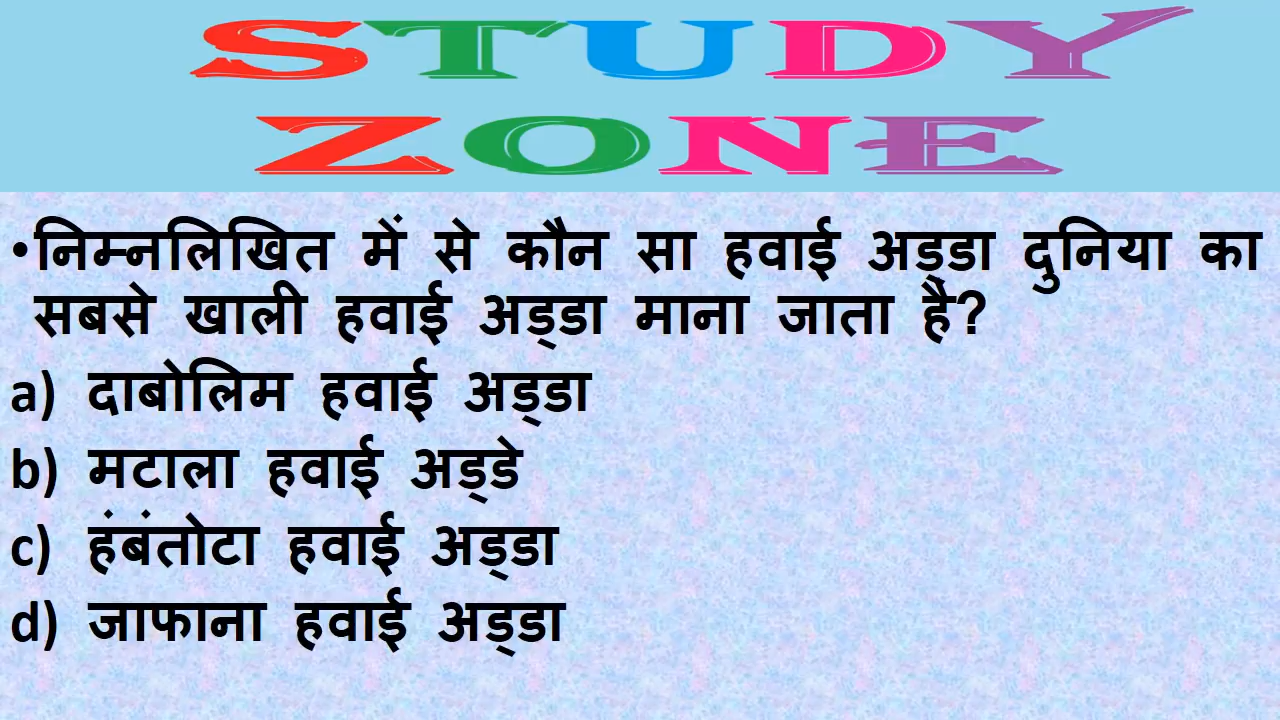 STUDY
ZONE
•निम्नलिखित में से कौन सा हवाई अड्डा दुनिया का
सबसे खाली हवाई अड्डा माना जाता है?
a) दाबोलिम हवाई अड्डा
b) मटाला हवाई अड्डे
c) हंबंतोटा हवाई अड्डा
d) जाफाना हवाई अड्डा